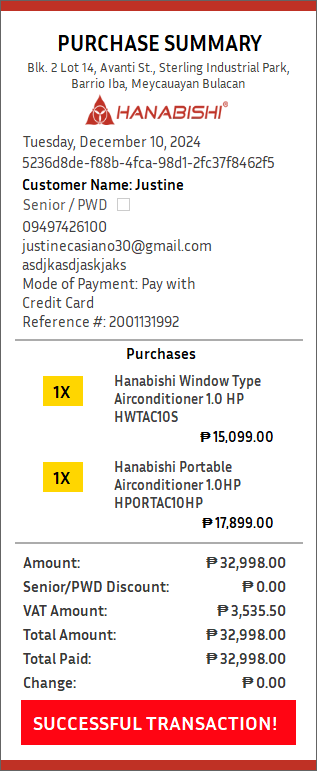 PURCHASE SUMMARY
Blk. 2 Lot 14, Avanti St., Sterling Industrial Park,
Barrio Iba, Meycauayan Bulacan
HANABISHI®
Tuesday, December 10, 2024
5236d8de-f88b-4fca-98d1-2fc37f8462f5
Customer Name: Justine
Senior / PWD
09497426100
justinecasiano30@gmail.com
asdjkasdjaskjaks
Mode of Payment: Pay with
Credit Card
Reference #: 2001131992
Purchases
1X
Hanabishi Window Type
Airconditioner 1.0 HP
HWTAC10S
₱ 15,099.00
1X
Hanabishi Portable
Airconditioner 1.0HP
HPORTAC10HP
₱ 17,899.00
Amount: ₱ 32,998.00
Senior/PWD Discount: ₱ 0.00
VAT Amount: ₱ 3,535.50
Total Amount: ₱ 32,998.00
Total Paid: ₱ 32,998.00
Change: ₱ 0.00
SUCCESSFUL TRANSACTION!